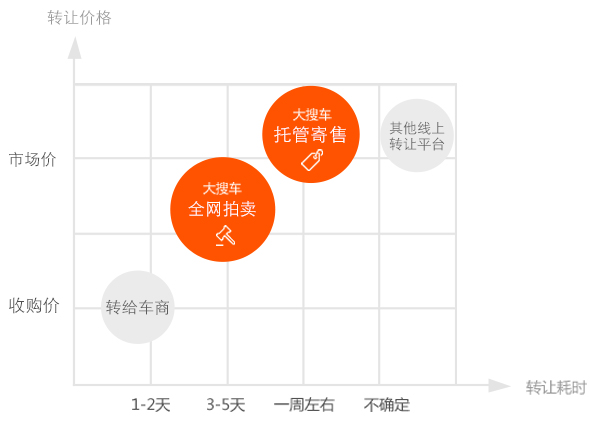 转让价格
大搜车
托管寄售
其他线上
转让平台
市场价
大搜车
全网拍卖
收购价
转给车商
转让耗时
1-2天
3-5天
一周左右
不确定